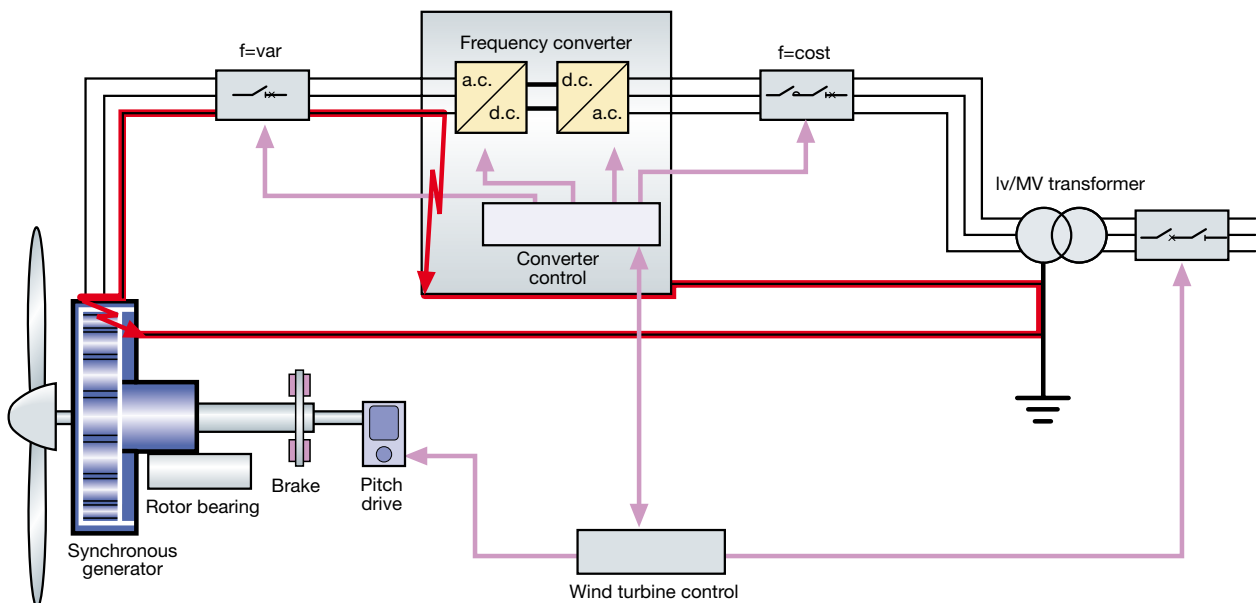 f=var
Frequency converter
f=cost
a.c.
d.c.
d.c.
a.c.
lv/MV transformer
Converter
control
Rotor bearing
Brake
Pitch
drive
Synchronous
generator
Wind turbine control